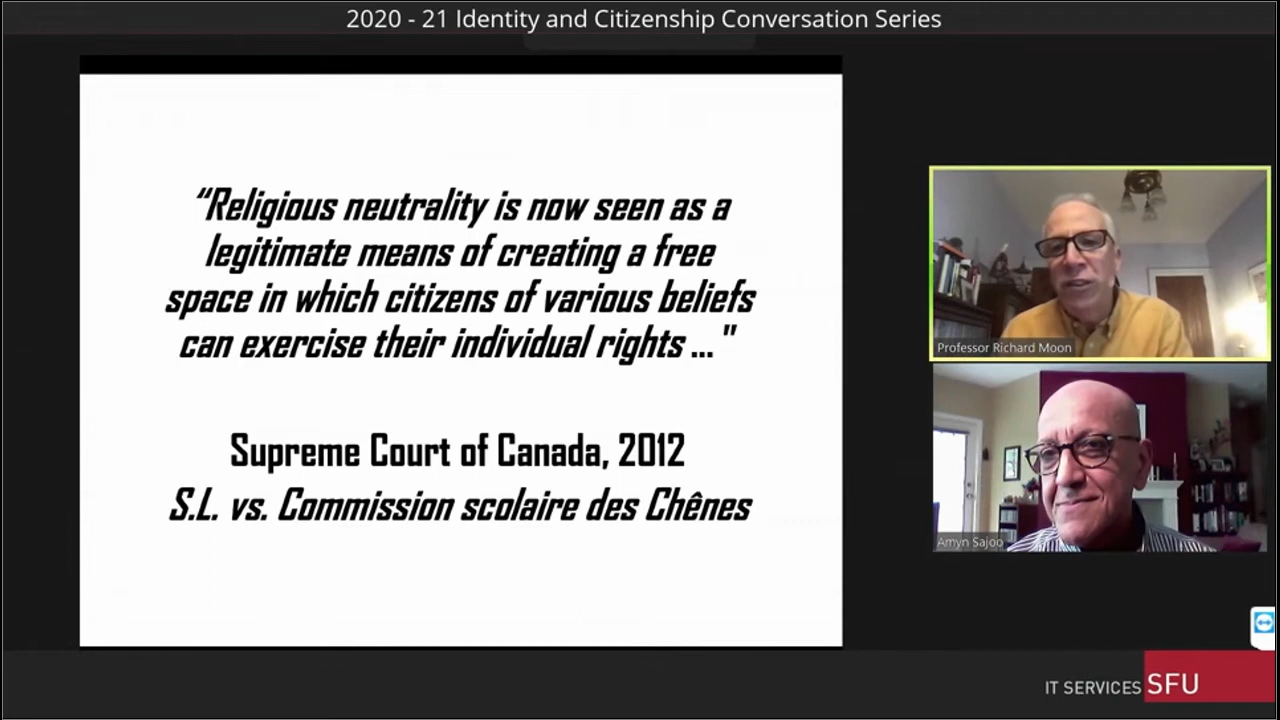 2020 - 21 Identity and Citizenship Conversation Series
“Religious neutrality is now seen as a
legitimate means of creating a free
space in which citizens of various beliefs
can exercise their individual rights ... "
Supreme Court of Canada, 2012
S.L. vs. Commission scolaire des Chênes
Professor Richard Moon
Amyn Sajoo
IT SERVICES SFU